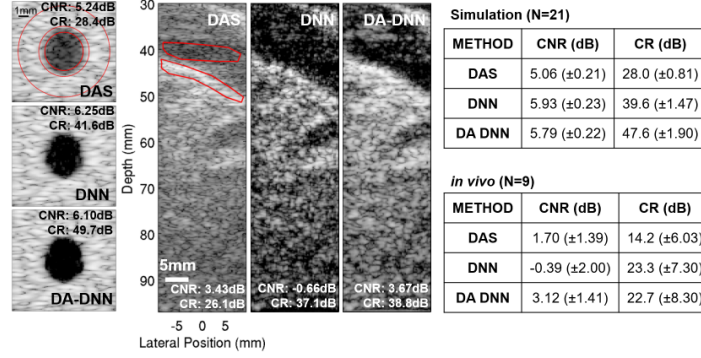 1mm
CNR: 5.24dB
CR: 28.4dB
DAS
CNR: 6.25dB
CR: 41.6dB
DNN
CNR: 6.10dB
CR: 49.7dB
DA-DNN
Depth (mm)
30
40
50
60
70
80
90
DAS
5mm
CNR: 3.43dB
CR: 26.1dB
DNN
CNR: -0.66dB
CR: 37.1dB
DA-DNN
CNR: 3.67dB
CR: 38.8dB
-5 0 5
Lateral Position (mm)
Simulation (N=21)
METHOD CNR (dB) CR (dB)
DAS 5.06 (±0.21) 28.0 (±0.81)
DNN 5.93 (±0.23) 39.6 (±1.47)
DA DNN 5.79 (±0.22) 47.6 (±1.90)
in vivo (N=9)
METHOD CNR (dB) CR (dB)
DAS 1.70 (±1.39) 14.2 (±6.03)
DNN -0.39 (±2.00) 23.3 (±7.30)
DA DNN 3.12 (±1.41) 22.7 (±8.30)